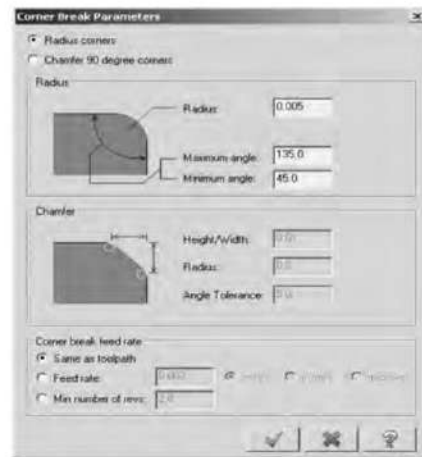 Corner Break Parameters
Radius corners
Chamfer 90 degree corners
Radius
Radius: 0.005
Maximum angle: 135.0
Minimum angle: 45.0
Chamfer
Height/Width:
Radius:
Angle Tolerance:
Corner break feed rate
Same as toolpath
Feed rate:
Min number of revs: 2.0